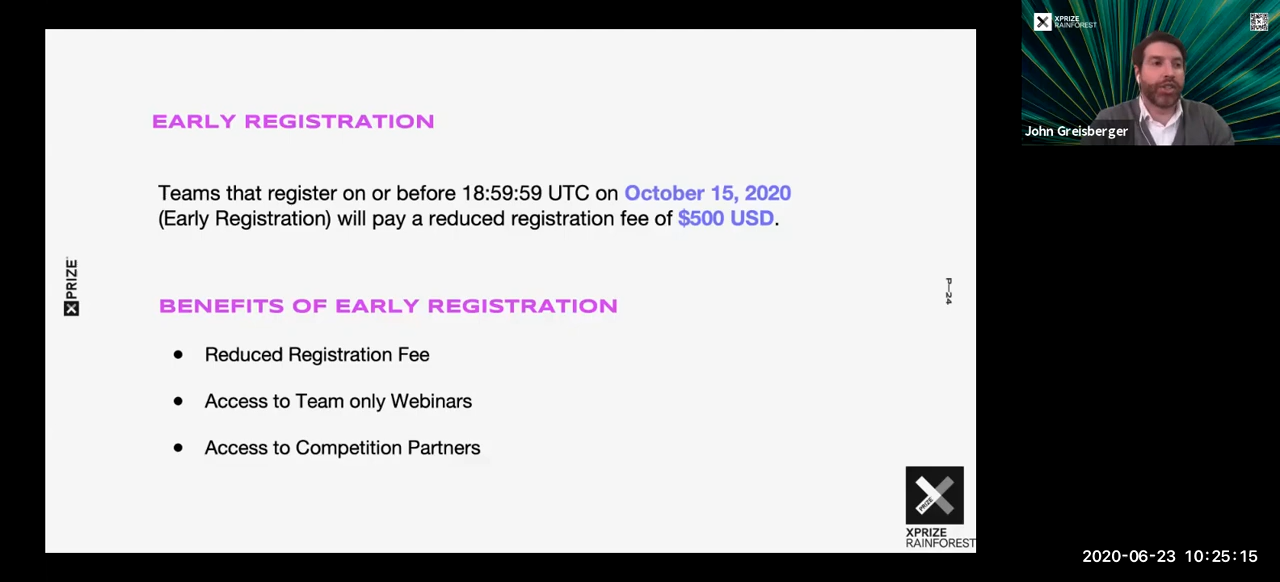 EARLY REGISTRATION
Teams that register on or before 18:59:59 UTC on October 15, 2020
(Early Registration) will pay a reduced registration fee of $500 USD.
XPRIZE
P—24
BENEFITS OF EARLY REGISTRATION
● Reduced Registration Fee
● Access to Team only Webinars
● Access to Competition Partners
PRIZE
XPRIZE
RAINFOREST
XPRIZE
RAINFOREST
John Greisberger
2020-06-23 10:25:15